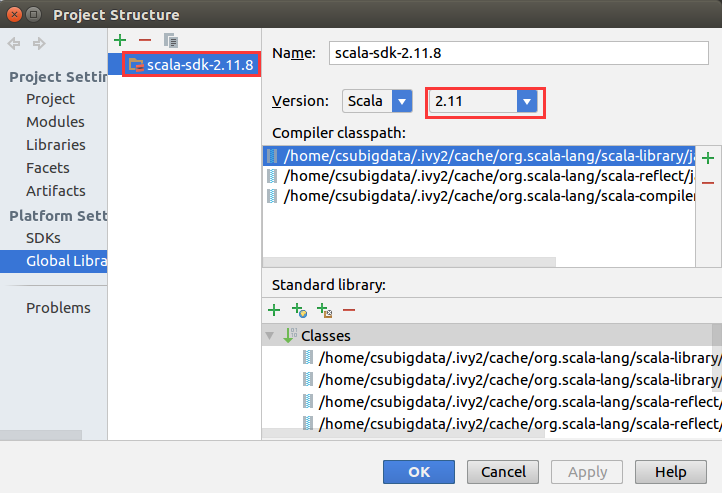 Project Structure
Project Settin
Project
Modules
Libraries
Facets
Artifacts
Platform Sett
SDKs
Global Libra
Problems
scala-sdk-2.11.8
Name: scala-sdk-2.11.8
Version: Scala 2.11
Compiler classpath:
/home/csubigdata/.ivy2/cache/org.scala-lang/scala-library/ja
/home/csubigdata/.ivy2/cache/org.scala-lang/scala-reflect/ja
/home/csubigdata/.ivy2/cache/org.scala-lang/scala-compiler
Standard library:
Classes
/home/csubigdata/.ivy2/cache/org.scala-lang/scala-library/
/home/csubigdata/.ivy2/cache/org.scala-lang/scala-library/
/home/csubigdata/.ivy2/cache/org.scala-lang/scala-reflect/
/home/csubigdata/.ivy2/cache/org.scala-lang/scala-reflect/
OK Cancel Apply Help